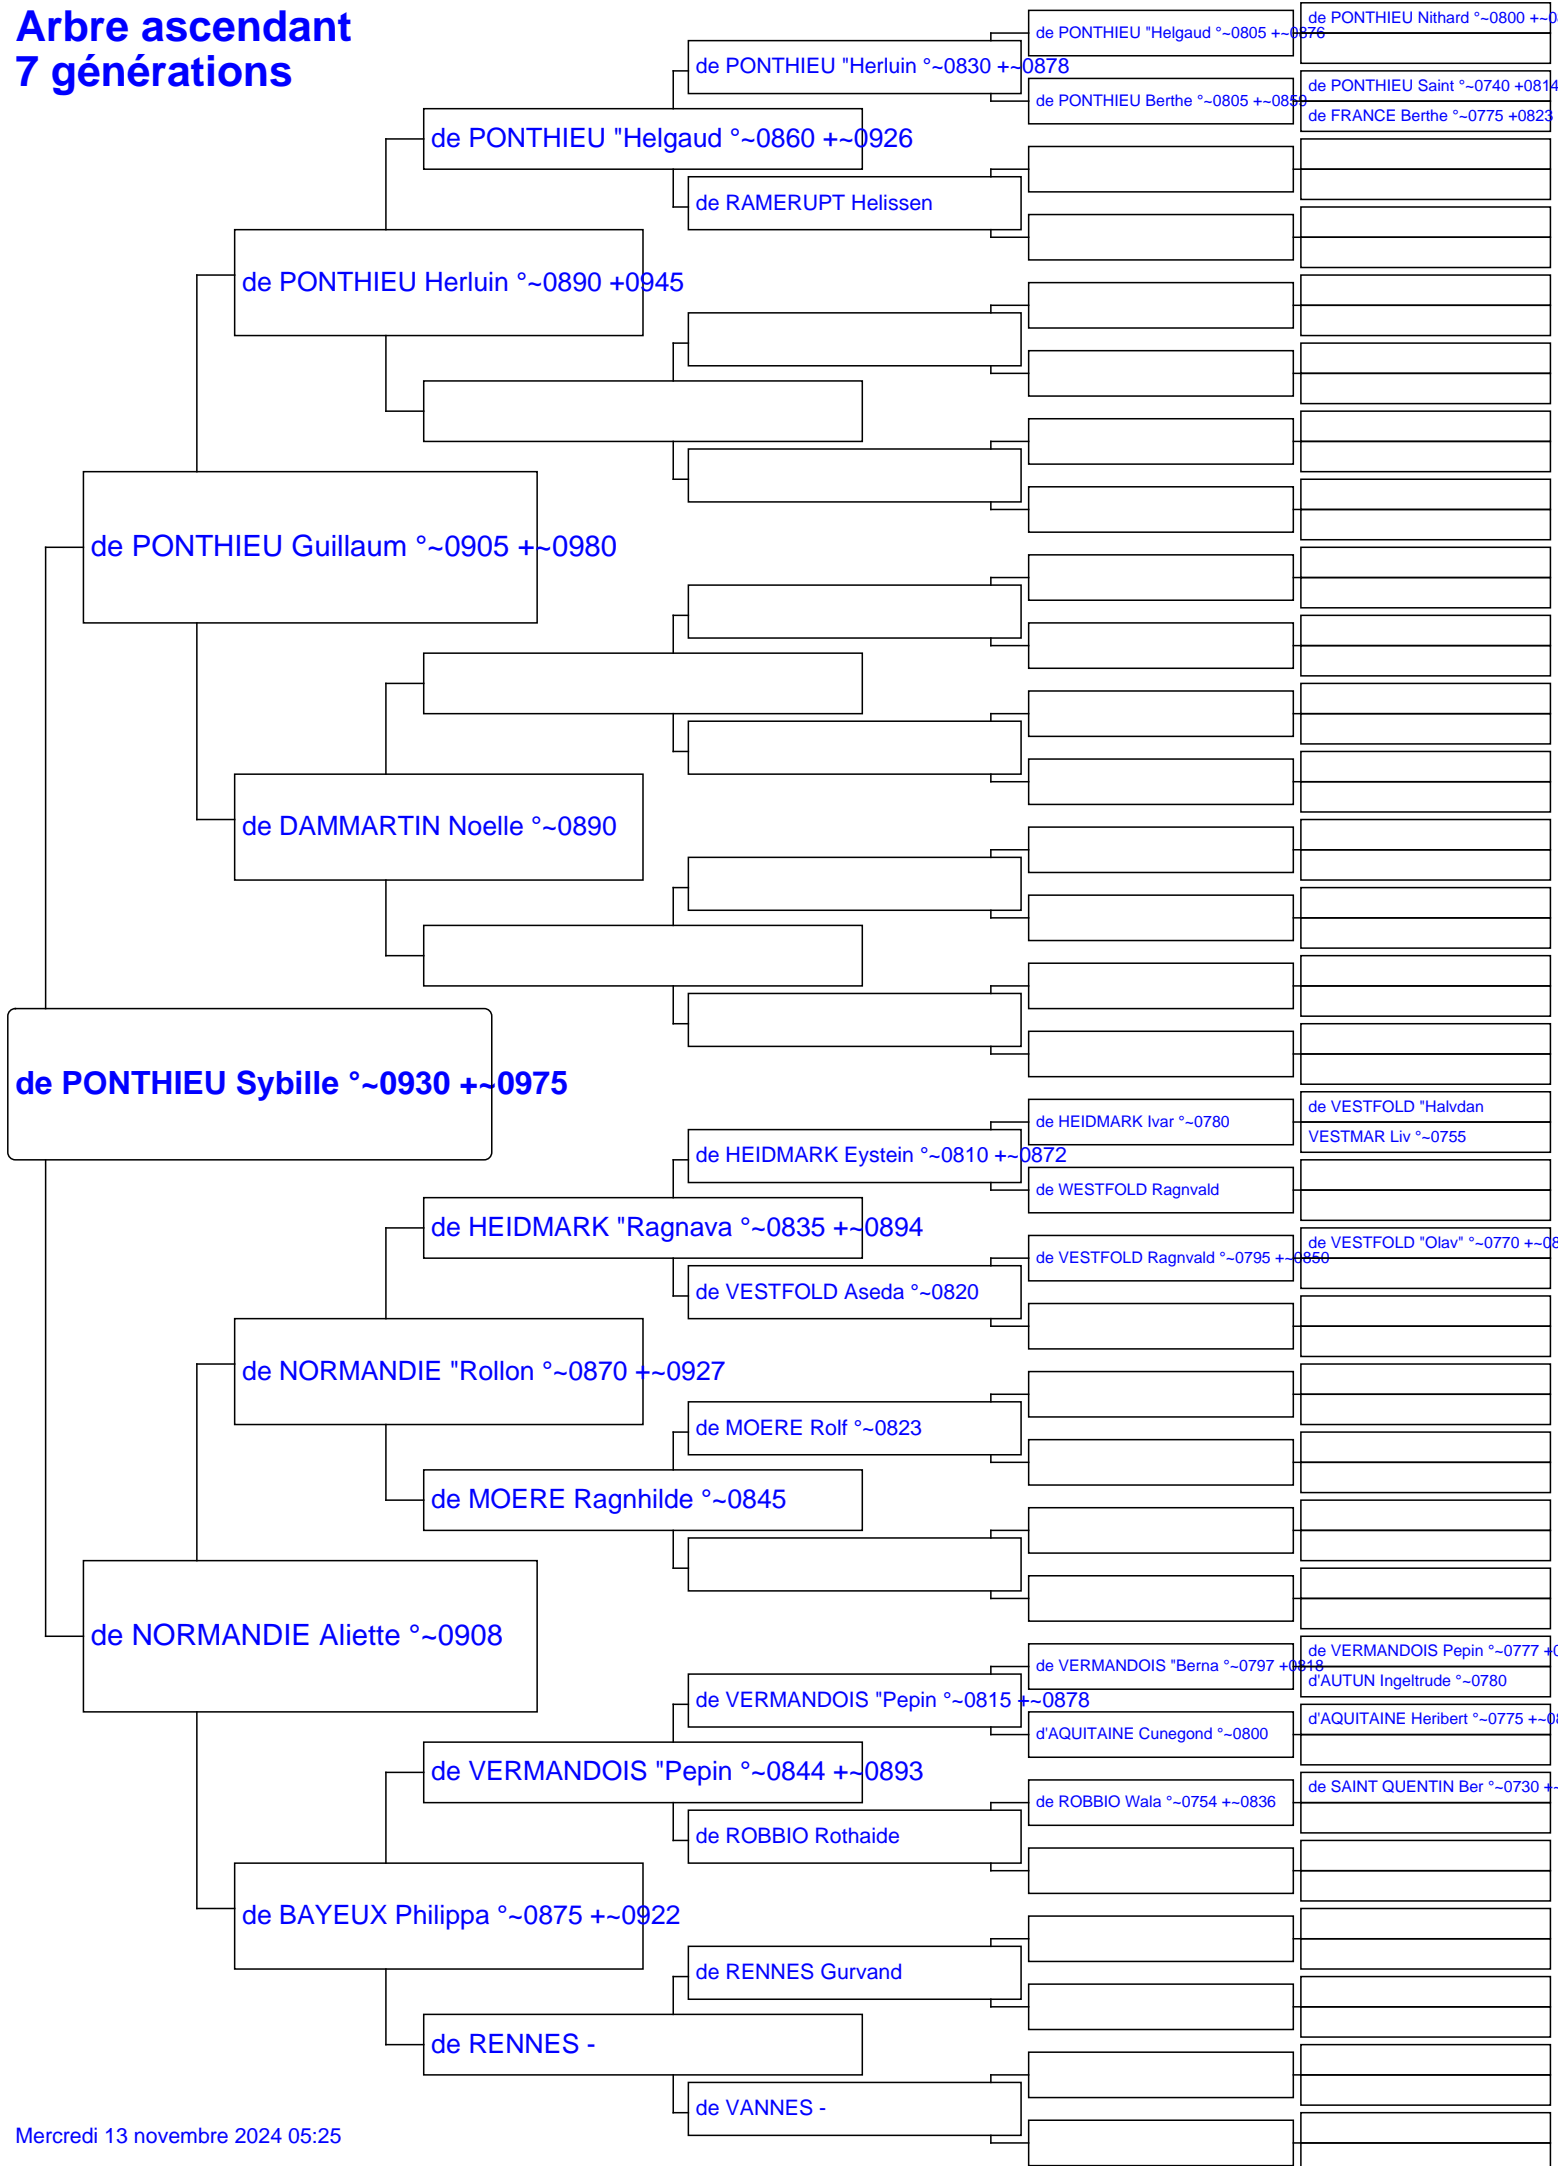 Arbre ascendant
7 générations
de PONTHIEU Nithard °~0800 +~0
de PONTHIEU "Helgaud °~0805 +~0876
de PONTHIEU "Herluin °~0830 +~0878
de PONTHIEU Saint °~0740 +0814
de PONTHIEU Berthe °~0805 +~0859
de FRANCE Berthe °~0775 +0823
de PONTHIEU "Helgaud °~0860 +~0926
de RAMERUPT Helissen
de PONTHIEU Herluin °~0890 +0945
de PONTHIEU Guillaum °~0905 +~0980
de DAMMARTIN Noelle °~0890
de PONTHIEU Sybille °~0930 +~0975
de VESTFOLD "Halvdan
de HEIDMARK Ivar °~0780
VESTMAR Liv °~0755
de HEIDMARK Eystein °~0810 +~0872
de WESTFOLD Ragnvald
de HEIDMARK "Ragnava °~0835 +~0894
de VESTFOLD "Olav" °~0770 +~08
de VESTFOLD Ragnvald °~0795 +~0850
de VESTFOLD Aseda °~0820
de NORMANDIE "Rollon °~0870 +~0927
de MOERE Rolf °~0823
de MOERE Ragnhilde °~0845
de NORMANDIE Aliette °~0908
de VERMANDOIS Pepin °~0777 +0
de VERMANDOIS "Berna °~0797 +0818
d'AUTUN Ingeltrude °~0780
de VERMANDOIS "Pepin °~0815 +~0878
d'AQUITAINE Heribert °~0775 +~08
d'AQUITAINE Cunegond °~0800
de VERMANDOIS "Pepin °~0844 +~0893
de SAINT QUENTIN Ber °~0730 +~
de ROBBIO Wala °~0754 +~0836
de ROBBIO Rothaide
de BAYEUX Philippa °~0875 +~0922
de RENNES Gurvand
de RENNES -
de VANNES -
Mercredi 13 novembre 2024 05:25